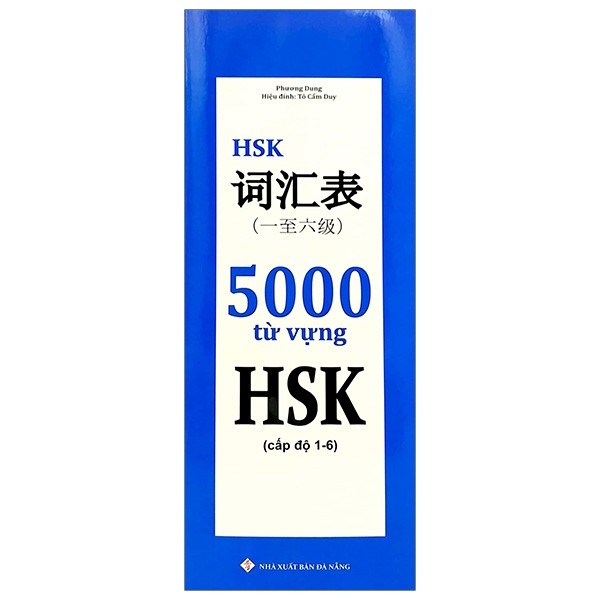 Phương Dung
Hiệu đính: Tô Cẩm Duy
HSK
词汇表
(一至六级)
5000
từ vựng
HSK
(cấp độ 1-6)
NHÀ XUẤT BẢN ĐÀ NẴNG